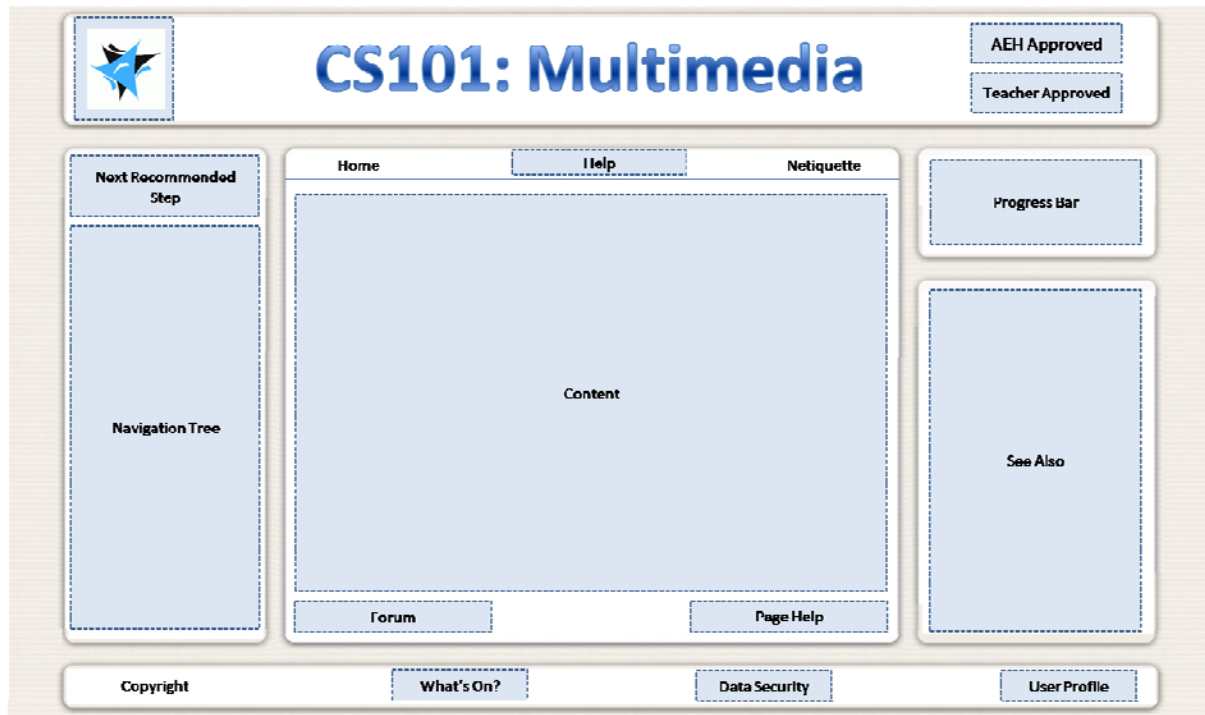 CS101: Multimedia
AEH Approved
Teacher Approved
Next Recommended
Step
Navigation Tree
Home
Help
Netiquette
Content
Forum
Page Help
Progress Bar
See Also
Copyright
What's On?
Data Security
User Profile